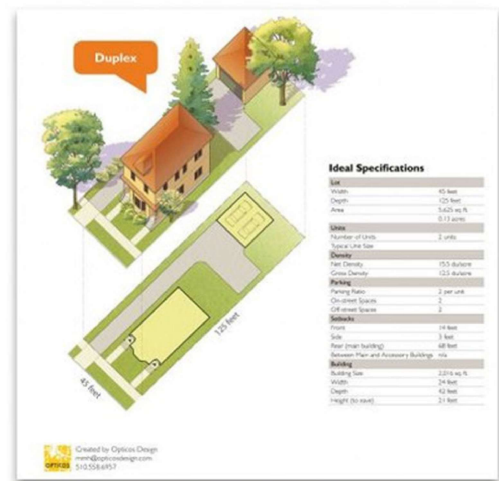 Duplex
Ideal Specifications
Lot
Width 45 feet
Depth 125 feet
Area 5,625 sq. ft.
0.13 acres
Units
Number of Units 2 units
Typical Unit Size
Density
Net Density 15.5 du/acre
Gross Density 12.5 du/acre
Parking
Parking Ratio 2 per unit
On-street Spaces 2
Off-street Spaces 2
Setbacks
Front 14 feet
Side 3 feet
Rear (main building) 68 feet
Between Main and Accessory Buildings n/a
Building
Building Size 2,016 sq. ft.
Width 24 feet
Depth 42 feet
Height (to eave) 21 feet
125 feet
45 feet
OPTICOS
Created by Opticos Design
510.558.6957